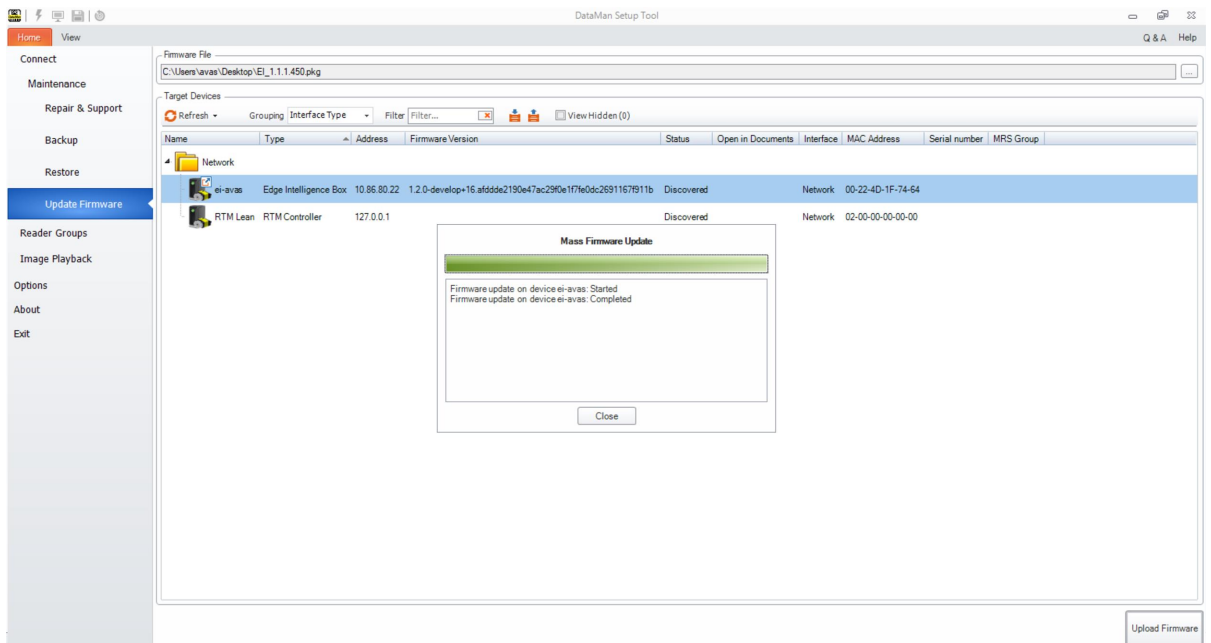 DataMan Setup Tool
Home View Q & A Help
Connect
Maintenance
Repair & Support
Backup
Restore
Update Firmware
Reader Groups
Image Playback
Options
About
Exit
Firmware File
C:\Users\avas\Desktop\EI_1.1.1.450.pkg ...
Target Devices
Refresh Grouping Interface Type Filter Filter... View Hidden (0)
Name Type Address Firmware Version Status Open in Documents Interface MAC Address Serial number MRS Group
Network
ei-avas Edge Intelligence Box 10.86.80.22 1.2.0-develop+16.afddde2190e47ac29f0e1f7fe0dc2691167f911b Discovered Network 00-22-4D-1F-74-64
RTM Lean RTM Controller 127.0.0.1 Discovered Network 02-00-00-00-00-00
Mass Firmware Update
Firmware update on device ei-avas: Started
Firmware update on device ei-avas: Completed
Close
Upload Firmware